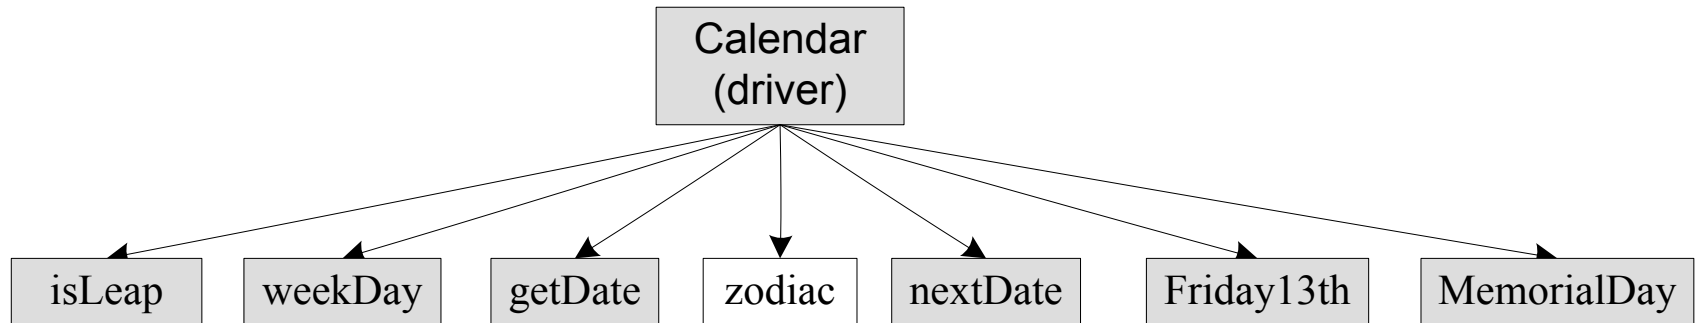 Calendar
(driver)
isLeap
weekDay
getDate
zodiac
nextDate
Friday13th
MemorialDay